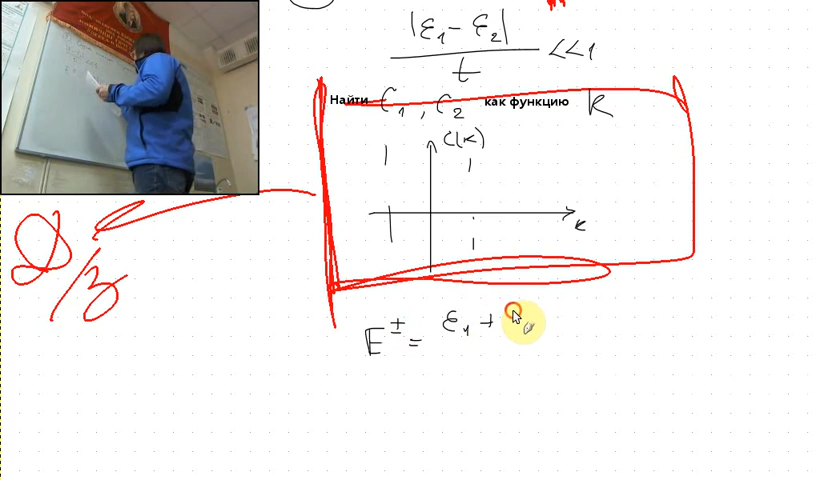 |ε₁ - ε₂| / t << 1
Найти C₁, C₂ как функцию k
C(k)
k
Д/з
E± = ε₁ +